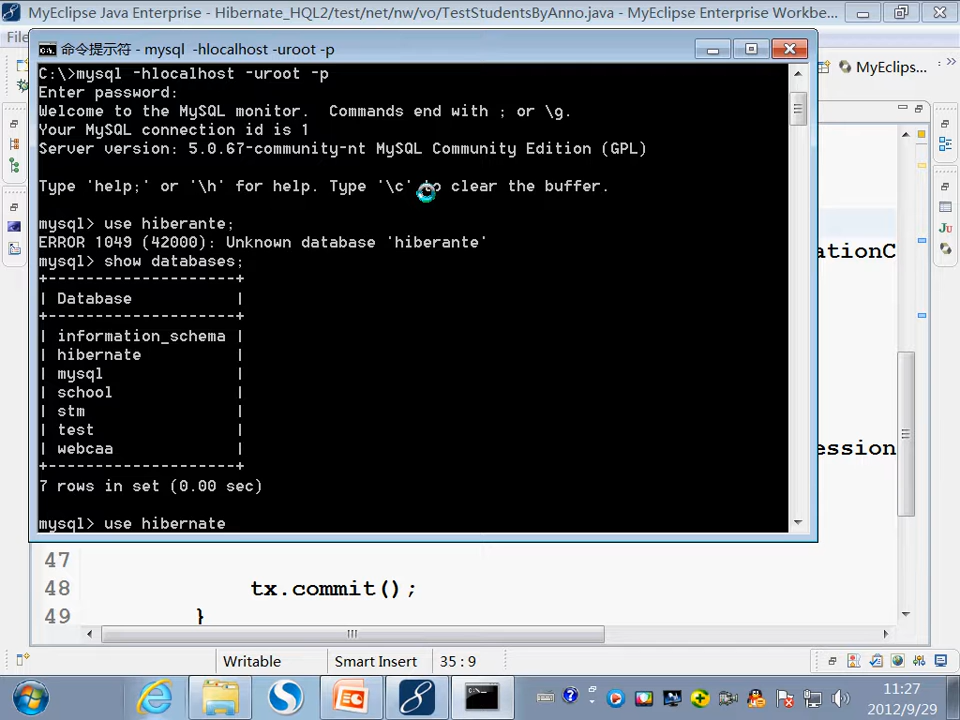 MyEclipse Java Enterprise - Hibernate_HQL2/test/net/nw/vo/TestStudentsByAnno.java - MyEclipse Enterprise Workbe...
File
命令提示符 - mysql  -hlocalhost -uroot -p
MyEclips...
C:\>mysql -hlocalhost -uroot -p
Enter password:
Welcome to the MySQL monitor.  Commands end with ; or \g.
Your MySQL connection id is 1
Server version: 5.0.67-community-nt MySQL Community Edition (GPL)
Type 'help;' or '\h' for help. Type '\c' to clear the buffer.
mysql> use hiberante;
ERROR 1049 (42000): Unknown database 'hiberante'
mysql> show databases;
+--------------------+
| Database           |
+--------------------+
| information_schema |
| hibernate          |
| mysql              |
| school             |
| stm                |
| test               |
| webcaa             |
+--------------------+
7 rows in set (0.00 sec)
mysql> use hibernate
ationC
ession
47
48 tx.commit();
49 }
Writable Smart Insert 35 : 9
11:27
2012/9/29